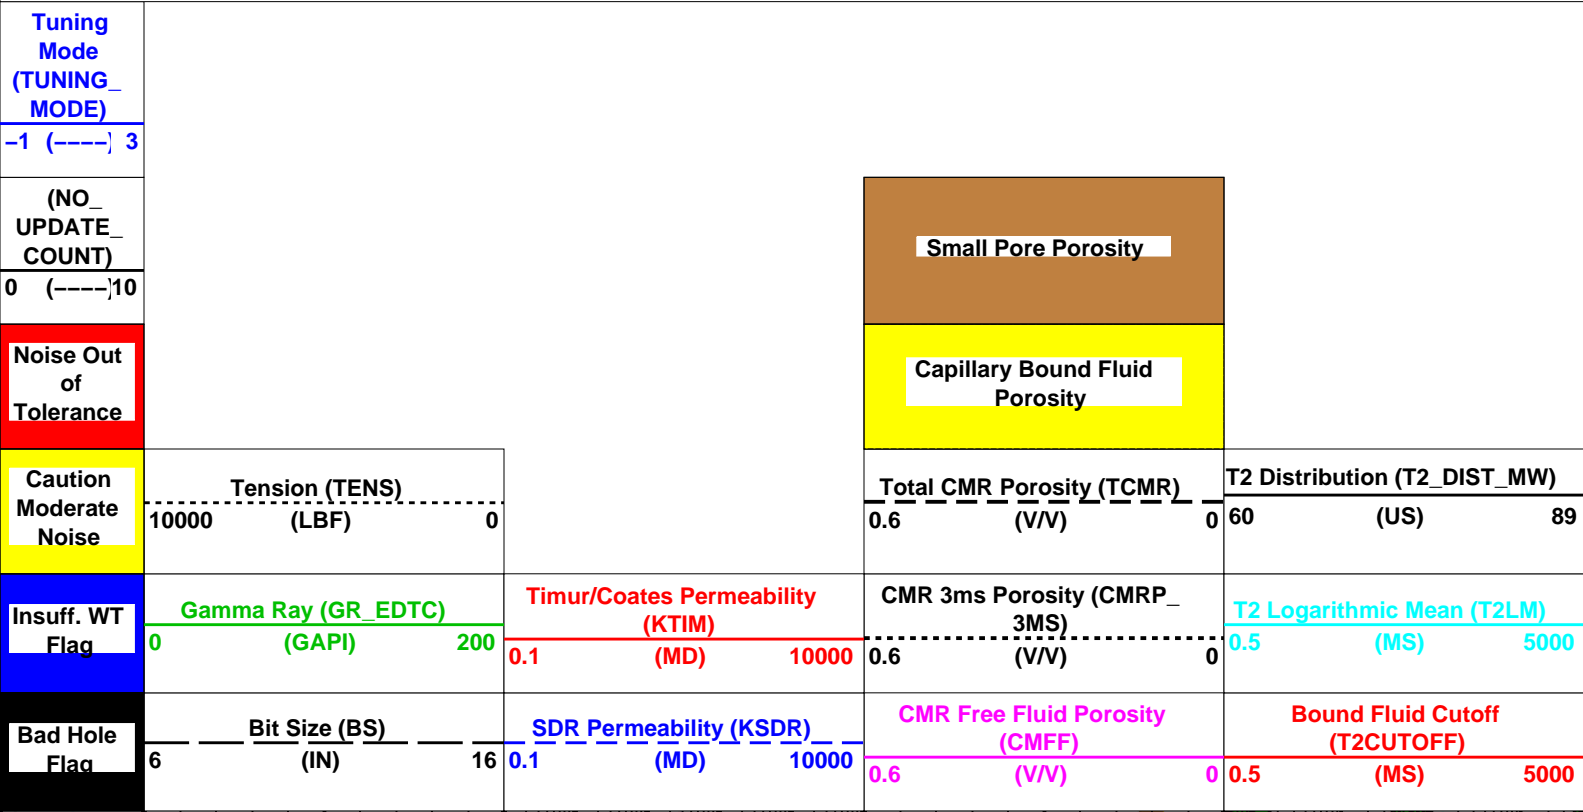 Tuning
Mode
(TUNING_
MODE)
−1 (−−−−) 3
(NO_
UPDATE_
COUNT)
0 (−−−−) 10
Small Pore Porosity
Noise Out
of
Tolerance
Capillary Bound Fluid
Porosity
Caution
Moderate
Noise
Tension (TENS)
10000 (LBF) 0
Total CMR Porosity (TCMR)
0.6 (V/V) 0
T2 Distribution (T2_DIST_MW)
60 (US) 89
Insuff. WT
Flag
Gamma Ray (GR_EDTC)
0 (GAPI) 200
Timur/Coates Permeability
(KTIM)
0.1 (MD) 10000
CMR 3ms Porosity (CMRP_
3MS)
0.6 (V/V) 0
T2 Logarithmic Mean (T2LM)
0.5 (MS) 5000
Bad Hole
Flag
Bit Size (BS)
6 (IN) 16
SDR Permeability (KSDR)
0.1 (MD) 10000
CMR Free Fluid Porosity
(CMFF)
0.6 (V/V) 0
Bound Fluid Cutoff
(T2CUTOFF)
0.5 (MS) 5000